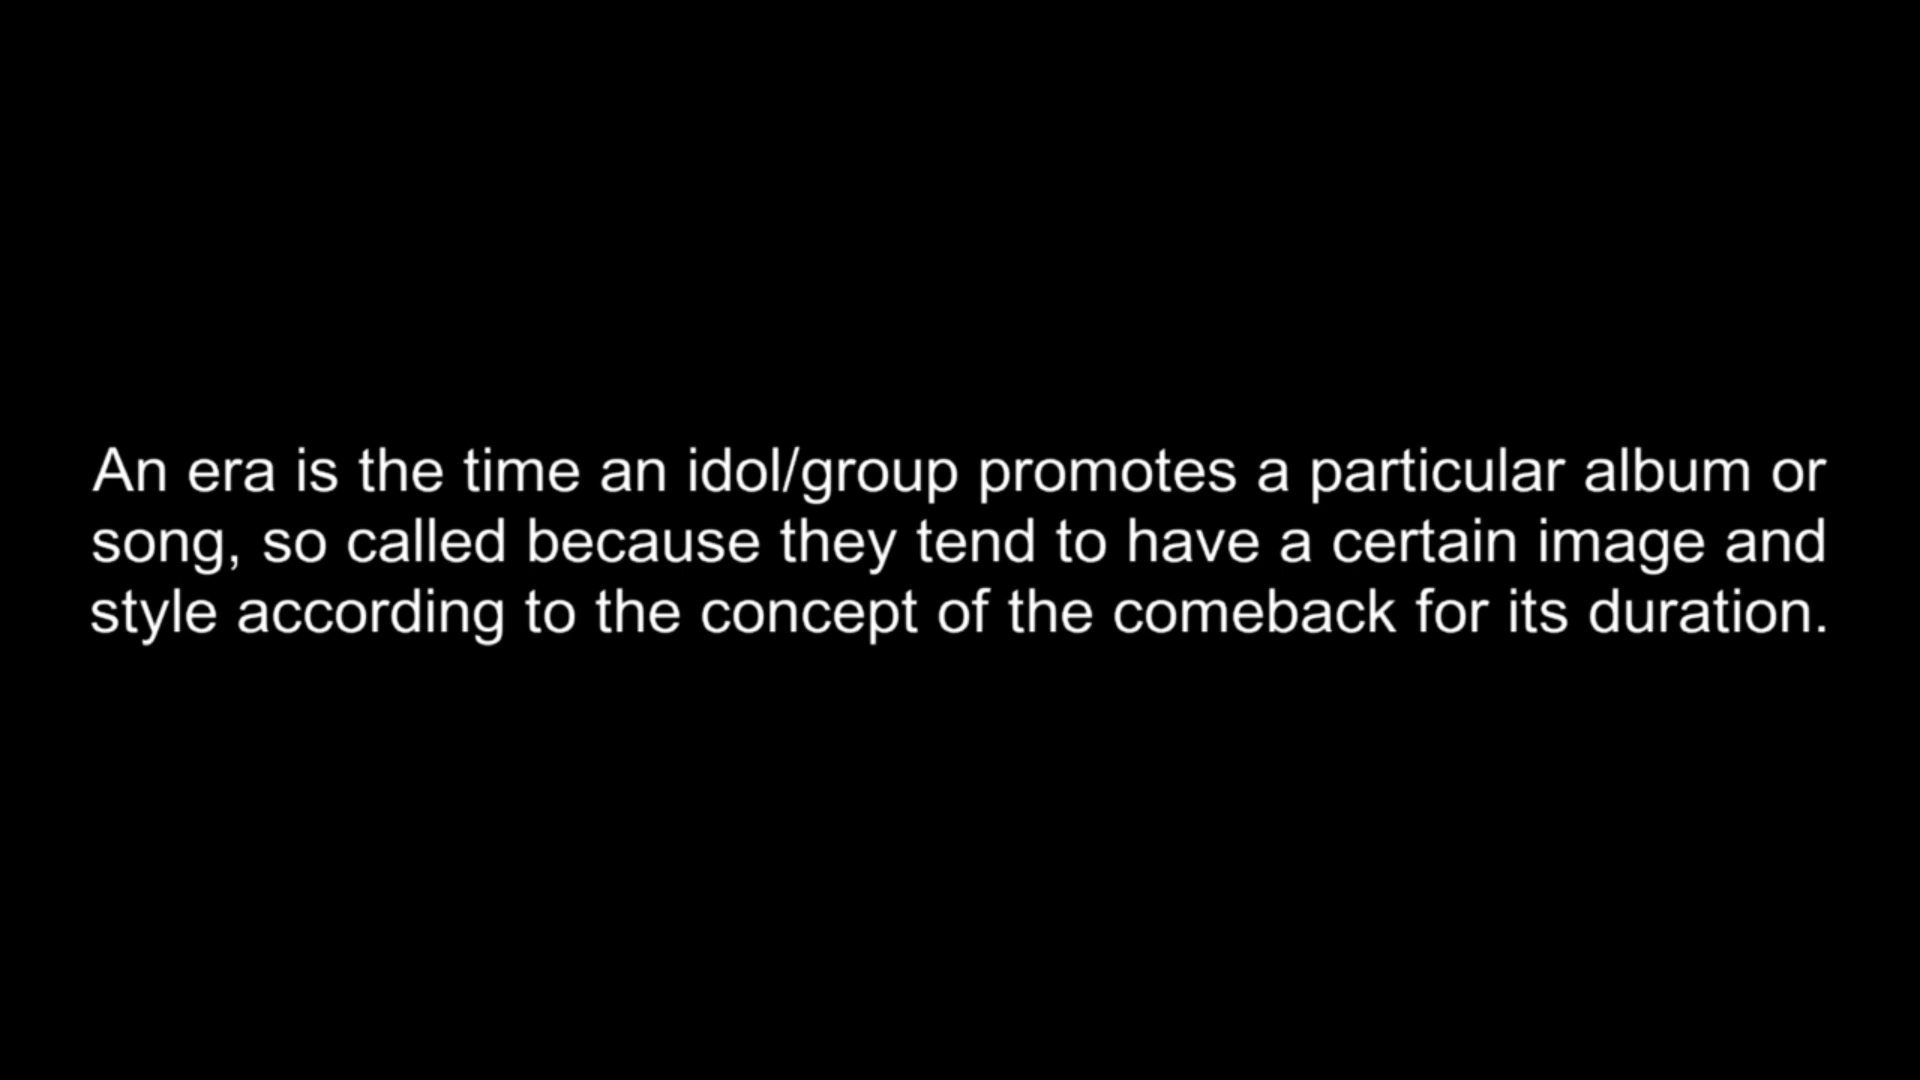 An era is the time an idol/group promotes a particular album or
song, so called because they tend to have a certain image and
style according to the concept of the comeback for its duration.